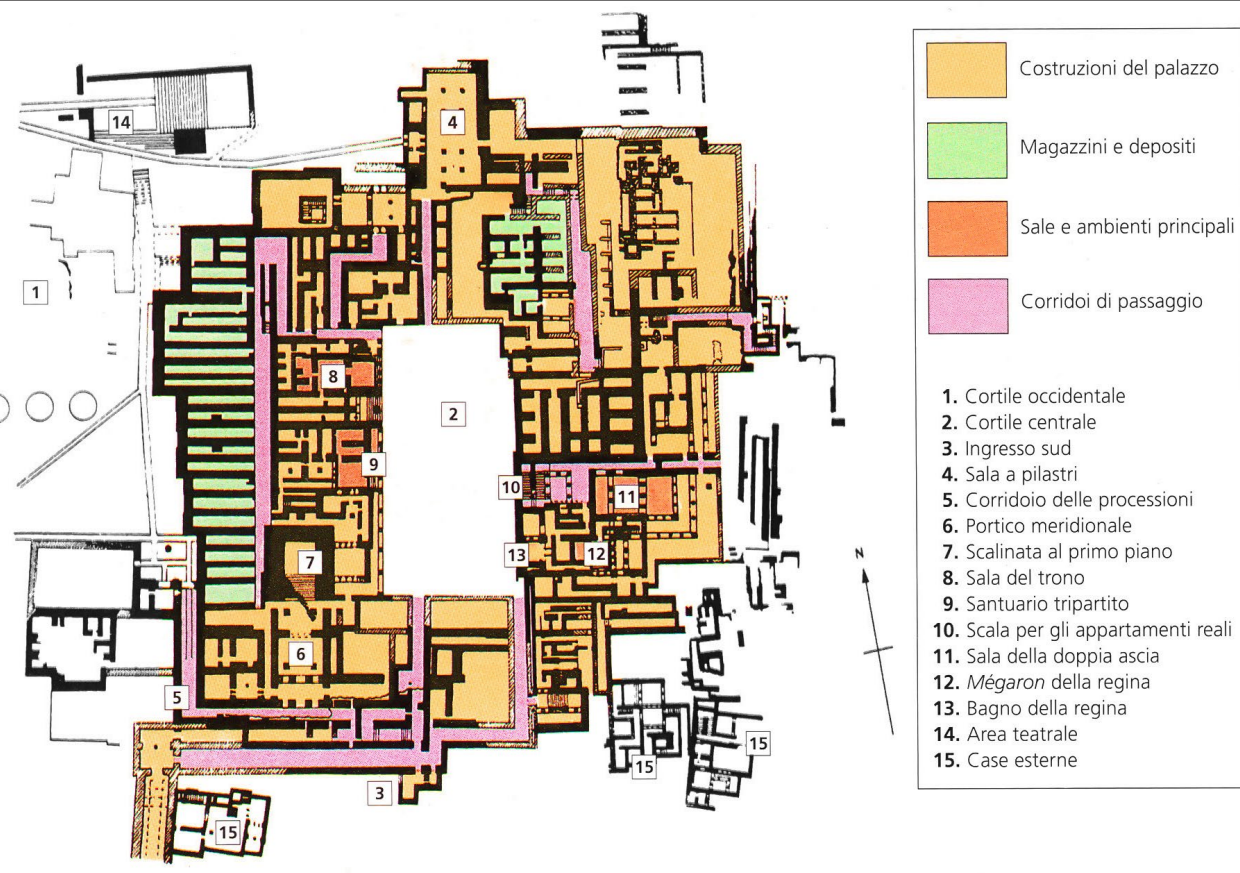 14
4
1
8
2
9
10
11
7
13
12
6
5
15
15
3
15
N
Costruzioni del palazzo
Magazzini e depositi
Sale e ambienti principali
Corridoi di passaggio
1. Cortile occidentale
2. Cortile centrale
3. Ingresso sud
4. Sala a pilastri
5. Corridoio delle processioni
6. Portico meridionale
7. Scalinata al primo piano
8. Sala del trono
9. Santuario tripartito
10. Scala per gli appartamenti reali
11. Sala della doppia ascia
12. Mégaron della regina
13. Bagno della regina
14. Area teatrale
15. Case esterne